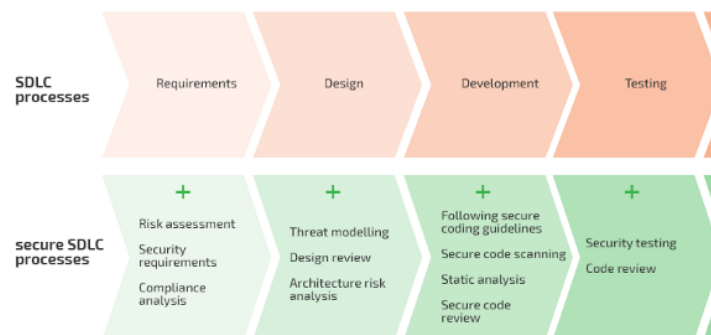 SDLC
processes
Requirements
Design
Development
Testing
secure SDLC
processes
+
Risk assessment
Security
requirements
Compliance
analysis
+
Threat modelling
Design review
Architecture risk
analysis
+
Following secure
coding guidelines
Secure code scanning
Static analysis
Secure code
review
+
Security testing
Code review